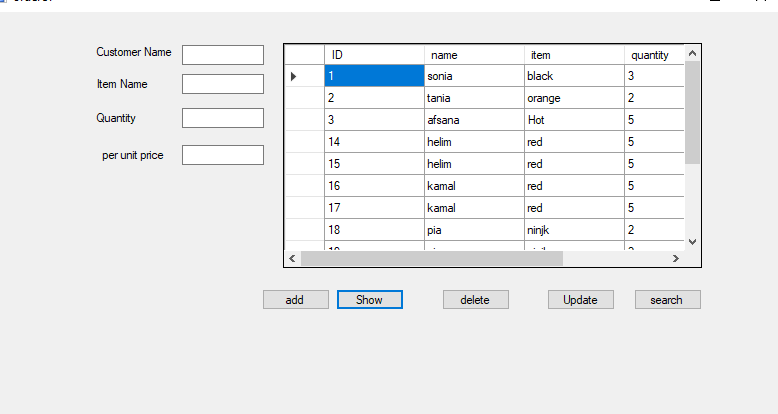 Customer Name
Item Name
Quantity
per unit price
ID name item quantity
1 sonia black 3
2 tania orange 2
3 afsana Hot 5
14 helim red 5
15 helim red 5
16 kamal red 5
17 kamal red 5
18 pia ninjk 2
add Show delete Update search